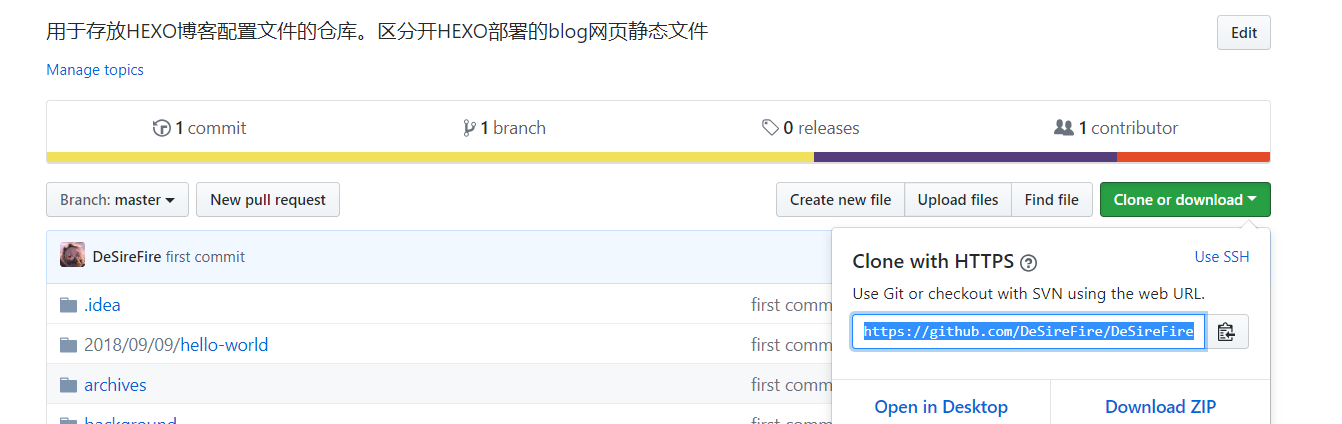 用于存放HEXO博客配置文件的仓库。区分开HEXO部署的blog网页静态文件
Edit
Manage topics
1 commit
1 branch
0 releases
1 contributor
Branch: master
New pull request
Create new file
Upload files
Find file
Clone or download
DeSireFire first commit
Clone with HTTPS
Use SSH
Use Git or checkout with SVN using the web URL.
https://github.com/DeSireFire/DeSireFire
.idea
first comm
2018/09/09/hello-world
first comm
archives
first comm
background
first comm
Open in Desktop
Download ZIP